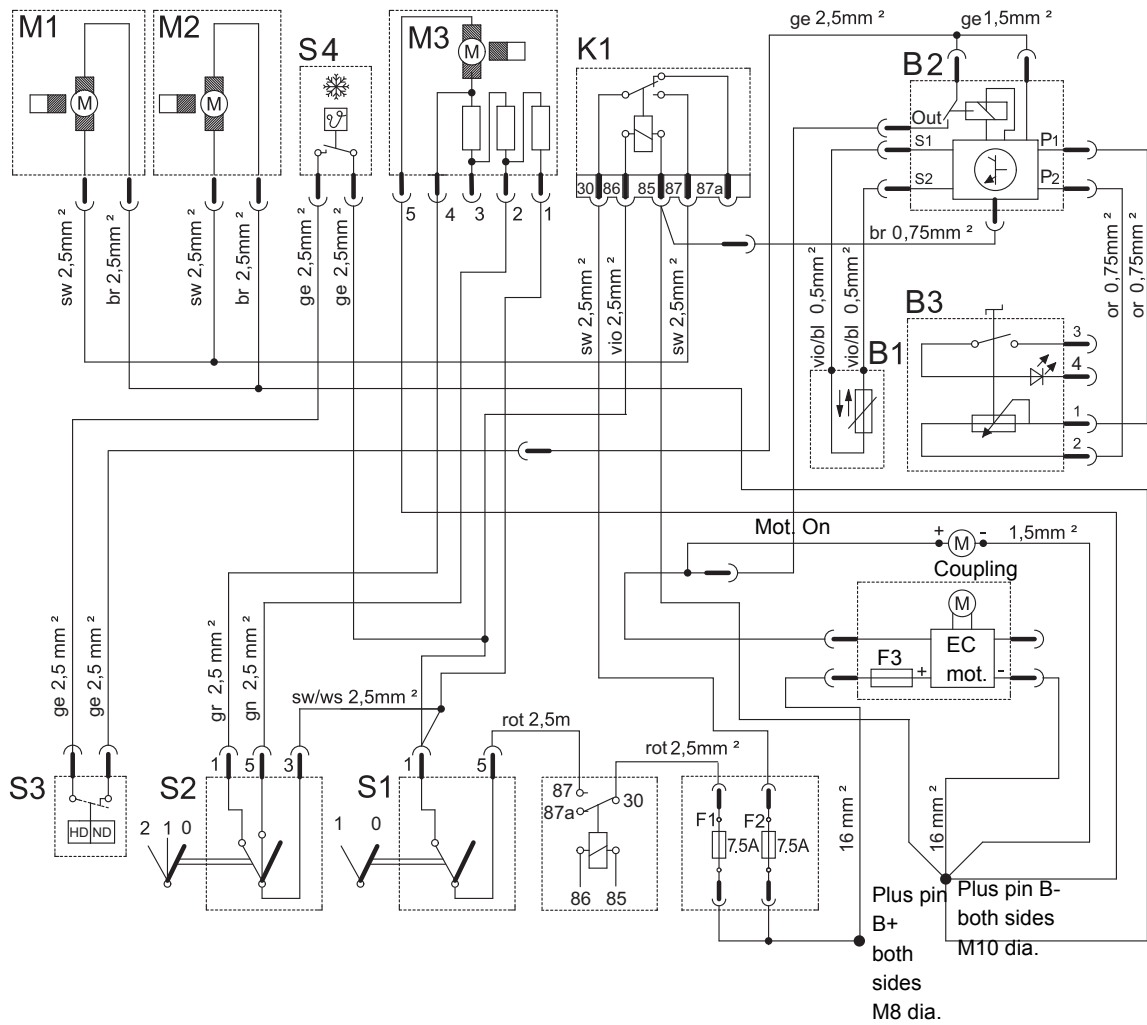 M1
M2
S4
M3
K1
ge 2,5mm ²
ge 1,5mm ²
B2
M
M
M
Out
S1
S2
P1
P2
5
4
3
2
1
30
86
85
87
87a
br 0,75mm ²
sw 2,5mm ²
br 2,5mm ²
sw 2,5mm ²
br 2,5mm ²
ge 2,5mm ²
ge 2,5mm ²
sw 2,5mm ²
vio 2,5mm ²
sw 2,5mm ²
vio/bl 0,5mm ²
vio/bl 0,5mm ²
or 0,75mm ²
or 0,75mm ²
B1
B3
3
4
1
2
Mot. On
+
M
-
1,5mm ²
Coupling
M
EC
mot.
F3
+
-
ge 2,5 mm ²
ge 2,5 mm ²
gr 2,5 mm ²
gn 2,5 mm ²
sw/ws 2,5mm ²
rot 2,5m
rot 2,5mm ²
16 mm ²
16 mm ²
S3
HD
ND
S2
1
5
3
2 1 0
S1
1
5
1 0
87
87a
30
86
85
F1
7.5A
F2
7.5A
Plus pin
B+
both
sides
M8 dia.
Plus pin B-
both sides
M10 dia.